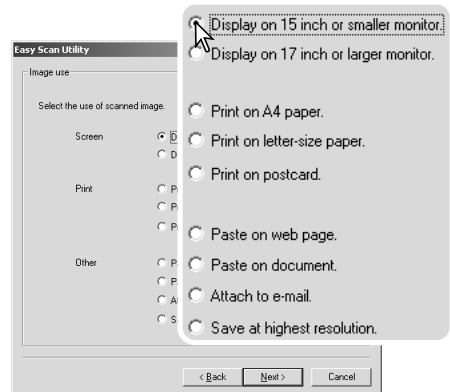 Easy Scan Utility
Image use
Select the use of scanned image.
Screen
Display on 15 inch or smaller monitor.
Display on 17 inch or larger monitor.
Print
Print on A4 paper.
Print on letter-size paper.
Print on postcard.
Other
Paste on web page.
Paste on document.
Attach to e-mail.
Save at highest resolution.
< Back
Next >
Cancel